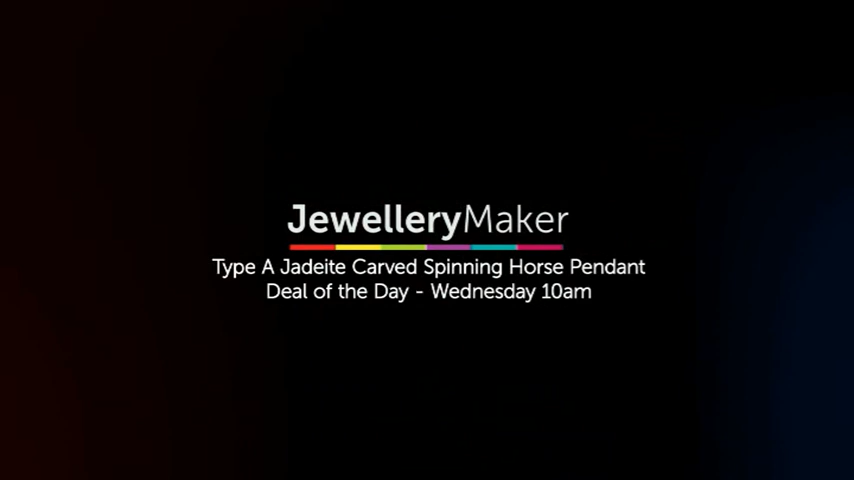 JewelleryMaker
Type A Jadeite Carved Spinning Horse Pendant
Deal of the Day - Wednesday 10am